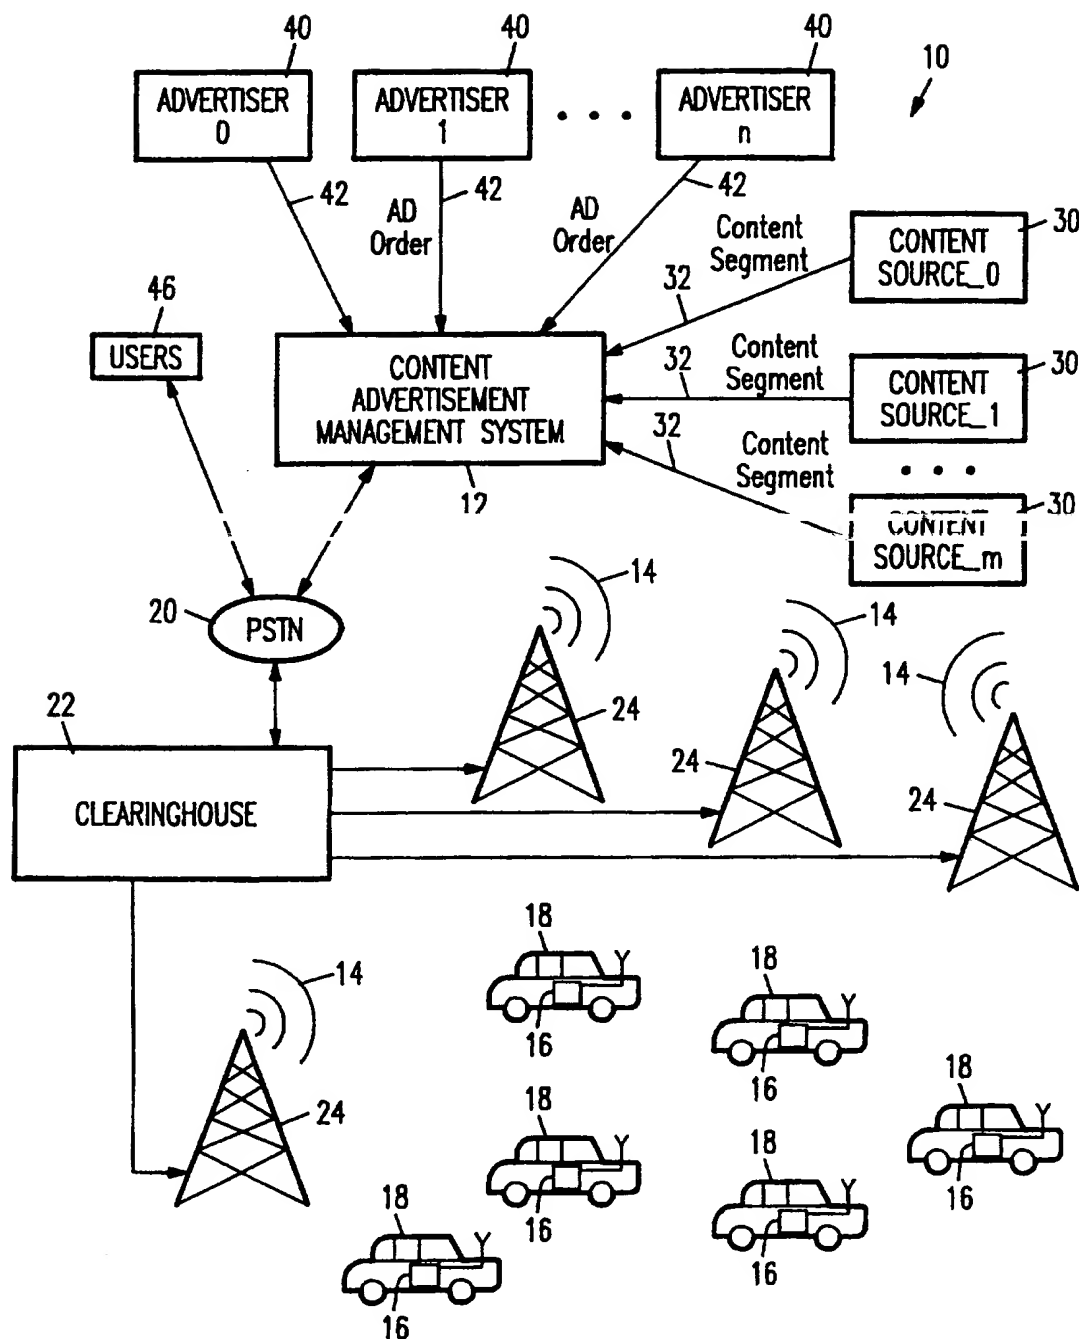 40
40
40
10
ADVERTISER
0
ADVERTISER
1
ADVERTISER
n
42
42
42
AD
Order
AD
Order
Content
Segment
30
CONTENT
SOURCE_0
32
46
USERS
CONTENT
ADVERTISEMENT
MANAGEMENT SYSTEM
12
32
Content
Segment
30
CONTENT
SOURCE_1
32
Content
Segment
30
CONTENT
SOURCE_m
20
PSTN
14
14
14
22
CLEARINGHOUSE
24
24
24
14
24
18
16
18
16
18
16
18
16
18
16
18
16